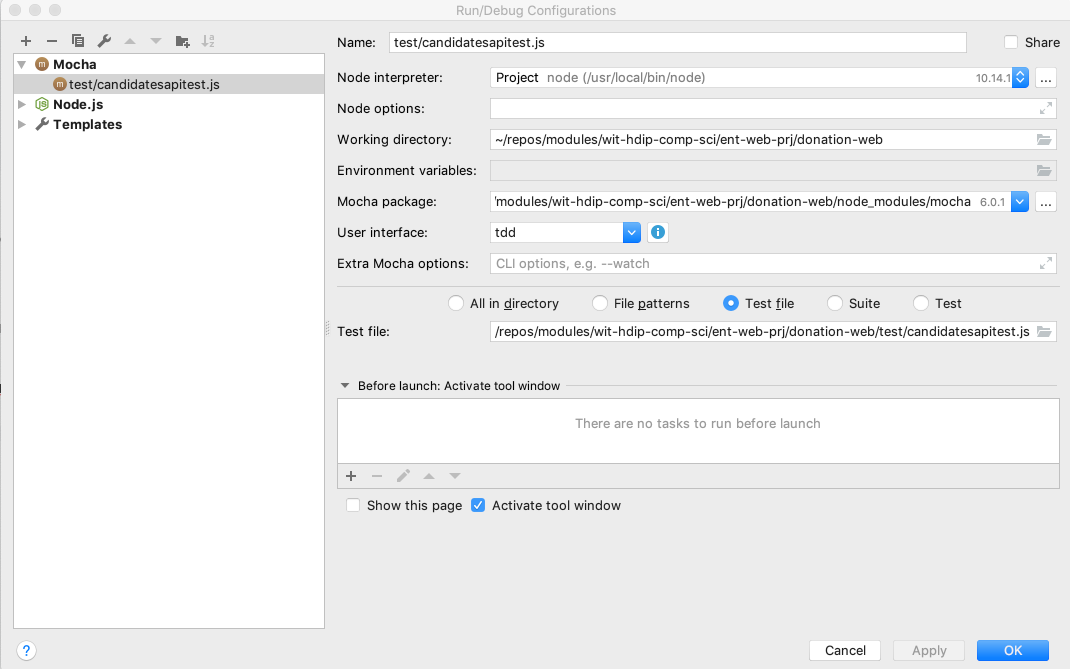 Run/Debug Configurations
Name: test/candidatesapitest.js Share
Mocha
test/candidatesapitest.js
Node.js
Templates
Node interpreter: Project node (/usr/local/bin/node) 10.14.1 ...
Node options:
Working directory: ~/repos/modules/wit-hdip-comp-sci/ent-web-prj/donation-web
Environment variables:
Mocha package: modules/wit-hdip-comp-sci/ent-web-prj/donation-web/node_modules/mocha 6.0.1 ...
User interface: tdd
Extra Mocha options: CLI options, e.g. --watch
All in directory File patterns Test file Suite Test
Test file: /repos/modules/wit-hdip-comp-sci/ent-web-prj/donation-web/test/candidatesapitest.js
Before launch: Activate tool window
There are no tasks to run before launch
Show this page Activate tool window
? Cancel Apply OK